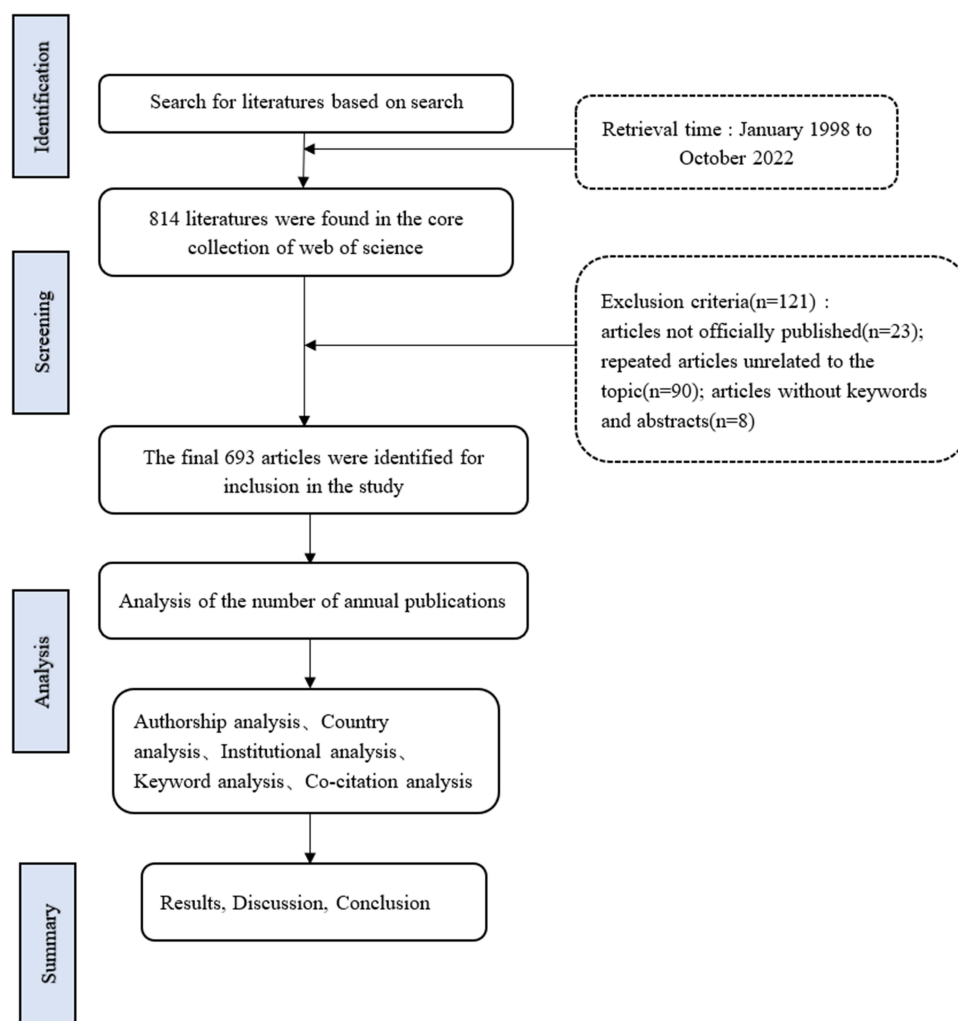 Identification
Search for literatures based on search
Retrieval time : January 1998 to
October 2022
814 literatures were found in the core
collection of web of science
Screening
Exclusion criteria(n=121) :
articles not officially published(n=23);
repeated articles unrelated to the
topic(n=90); articles without keywords
and abstracts(n=8)
The final 693 articles were identified for
inclusion in the study
Analysis
Analysis of the number of annual publications
Authorship analysis、Country
analysis、Institutional analysis、
Keyword analysis、Co-citation analysis
Summary
Results, Discussion, Conclusion